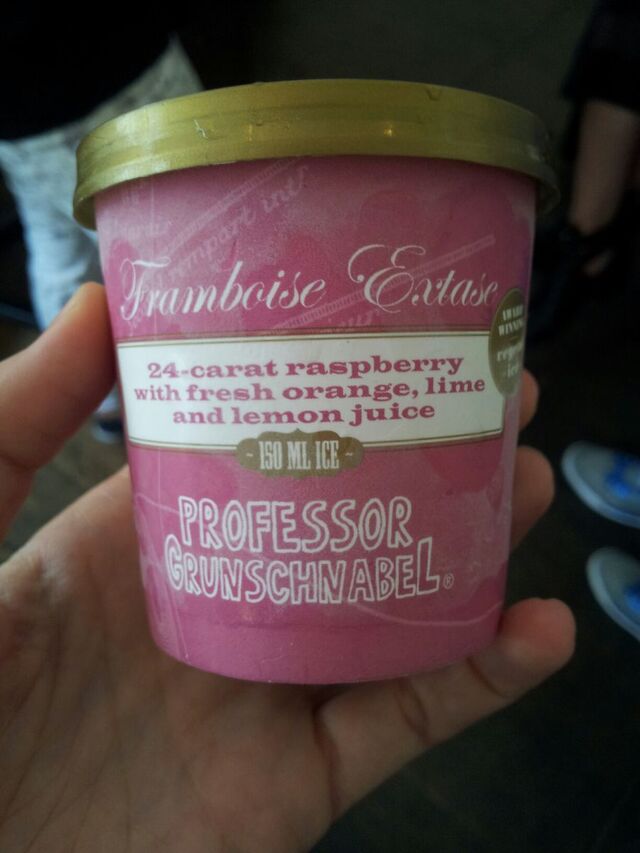 Framboise Extase
24-carat raspberry
with fresh orange, lime
and lemon juice
~ 150 ML ICE ~
PROFESSOR
GRUNSCHNABEL®